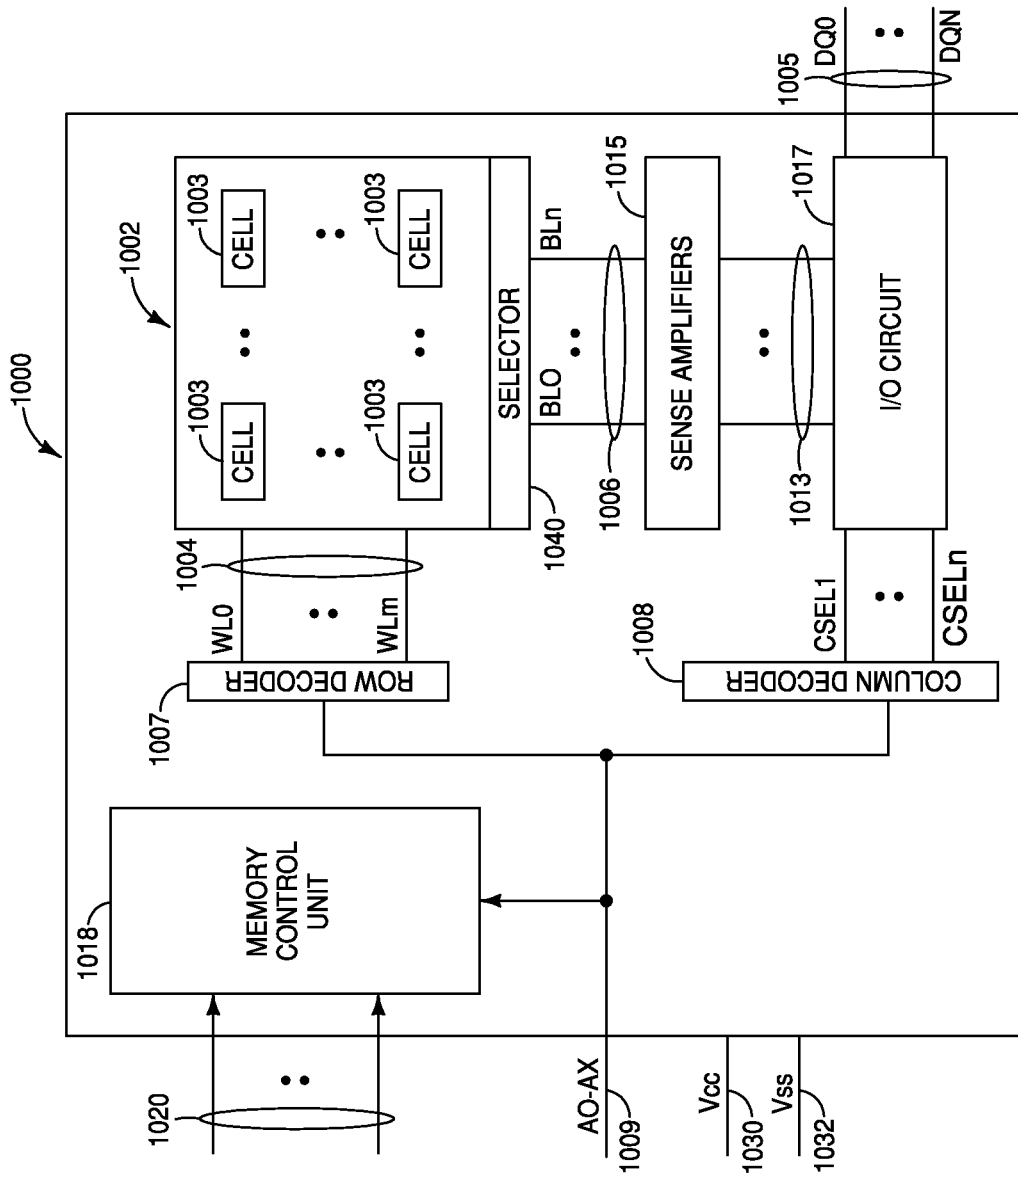 1000
1020
1018
MEMORY
CONTROL
UNIT
1007
ROW DECODER
WL0
WLm
1004
1002
1003
CELL
1003
CELL
1003
CELL
1003
CELL
SELECTOR
1040
BLO
BLn
1006
SENSE AMPLIFIERS
1015
1013
AO-AX
1009
Vcc
1030
Vss
1032
1008
COLUMN DECODER
CSEL1
CSELn
I/O CIRCUIT
1017
1005
DQ0
DQN